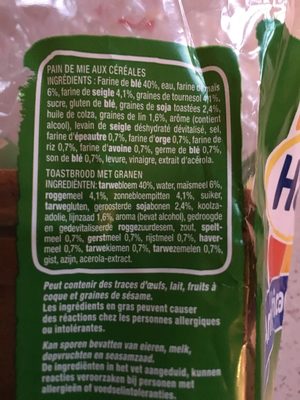 PAIN DE MIE AUX CÉRÉALES
INGRÉDIENTS : Farine de blé 40%, eau, farine de maïs
6%, farine de seigle 4,1%, graines de tournesol 4,1%,
sucre, gluten de blé, graines de soja toastées 2,4%,
huile de colza, graines de lin 1,6%, arôme (contient
alcool), levain de seigle déshydraté dévitalisé, sel,
farine d'épeautre 0,7%, farine d'orge 0,7%, farine de
riz 0,7%, farine d'avoine 0,7%, germe de blé 0,7%,
son de blé 0,7%, levure, vinaigre, extrait d'acérola.
TOASTBROOD MET GRANEN
INGREDIËNTEN: tarwebloem 40%, water, maïsmeel 6%,
roggemeel 4,1%, zonnebloempitten 4,1%, suiker,
tarwegluten, geroosterde sojabonen 2,4%, koolza-
adolie, lijnzaad 1,6%, aroma (bevat alcohol), gedroogde
en gedevitaliseerde roggezuurdesem, zout, spelt-
meel 0,7%, gerstmeel 0,7%, rijstmeel 0,7%, haver-
meel 0,7%, tarwekiemen 0,7%, tarwezemelen 0,7%,
gist, azijn, acerola-extract.
Peut contenir des traces d'œufs, lait, fruits à
coque et graines de sésame.
Les ingrédients en gras peuvent causer
des réactions chez les personnes allergiques
ou intolérantes.
Kan sporen bevatten van eieren, melk,
dopvruchten en sesamzaad.
De ingrediënten in het vet aangeduid, kunnen
reacties veroorzaken bij personen met
allergieën of voedselintoleranties.